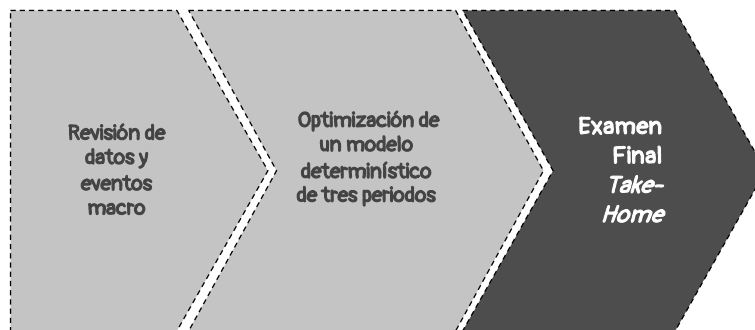 Revisión de
datos y
eventos
macro
Optimización de
un modelo
determinístico
de tres periodos
Examen
Final
Take-
Home